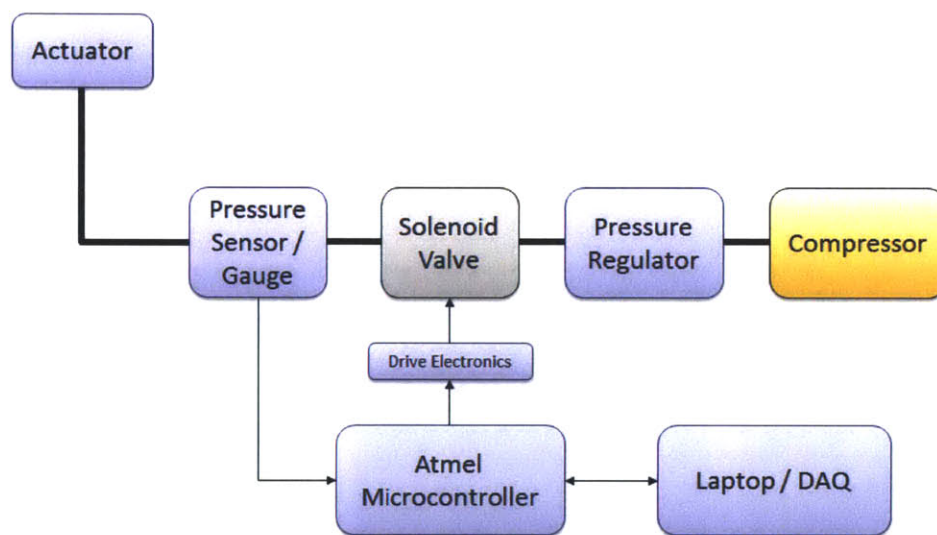 Actuator
Pressure
Sensor /
Gauge
Solenoid
Valve
Pressure
Regulator
Compressor
Drive Electronics
Atmel
Microcontroller
Laptop / DAQ